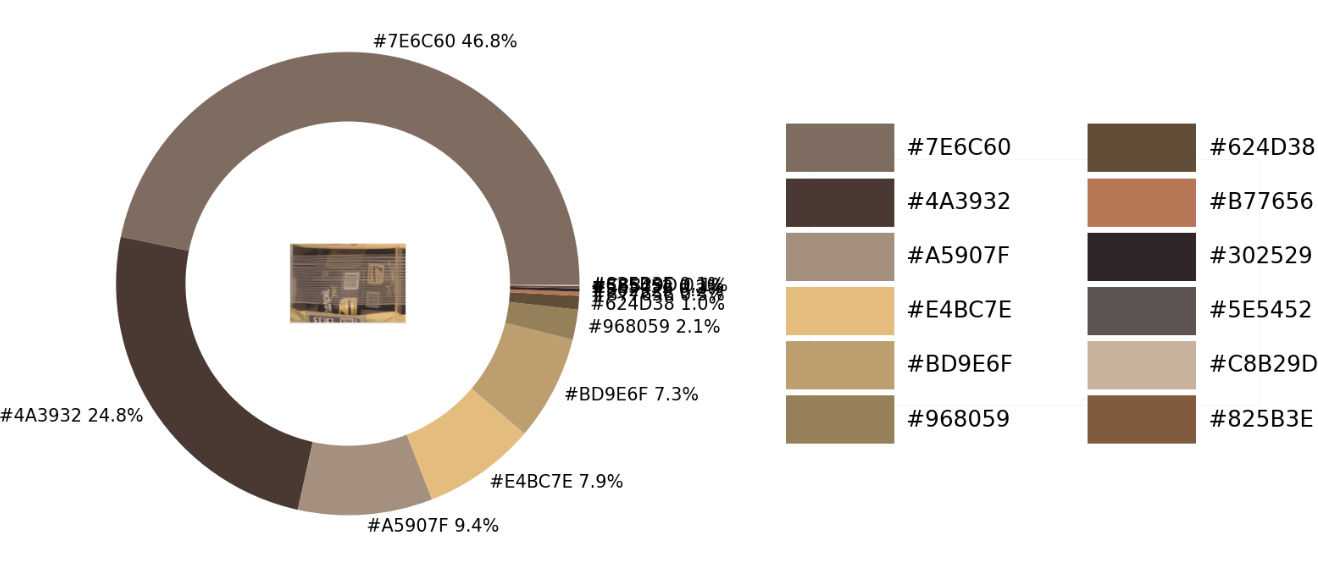 #7E6C60 46.8%
#4A3932 24.8%
#A5907F 9.4%
#E4BC7E 7.9%
#BD9E6F 7.3%
#968059 2.1%
#624D38 1.0%
#7E6C60
#4A3932
#A5907F
#E4BC7E
#BD9E6F
#968059
#624D38
#B77656
#302529
#5E5452
#C8B29D
#825B3E